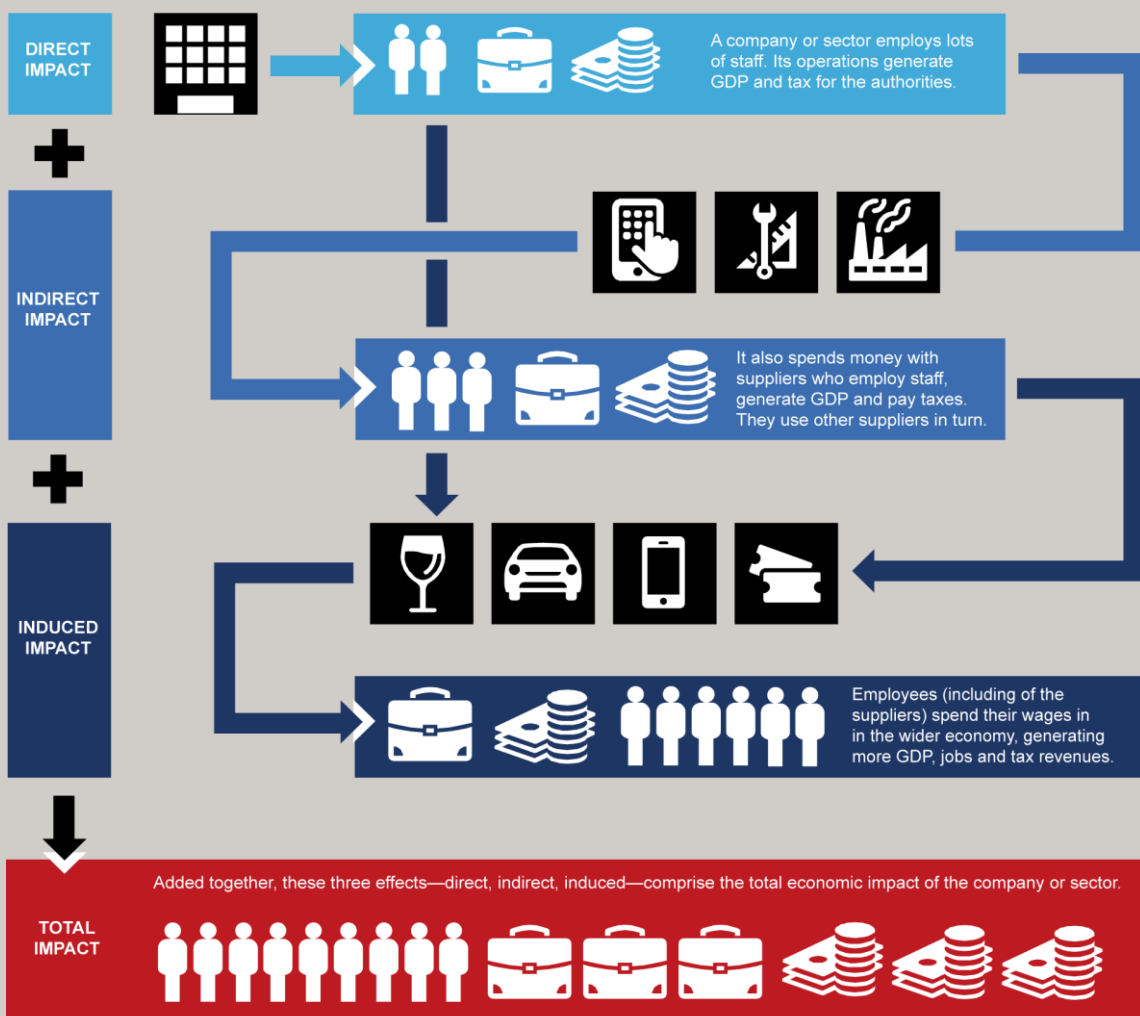 DIRECT
IMPACT
A company or sector employs lots
of staff. Its operations generate
GDP and tax for the authorities.
INDIRECT
IMPACT
It also spends money with
suppliers who employ staff,
generate GDP and pay taxes.
They use other suppliers in turn.
INDUCED
IMPACT
Employees (including of the
suppliers) spend their wages in
in the wider economy, generating
more GDP, jobs and tax revenues.
Added together, these three effects—direct, indirect, induced—comprise the total economic impact of the company or sector.
TOTAL
IMPACT